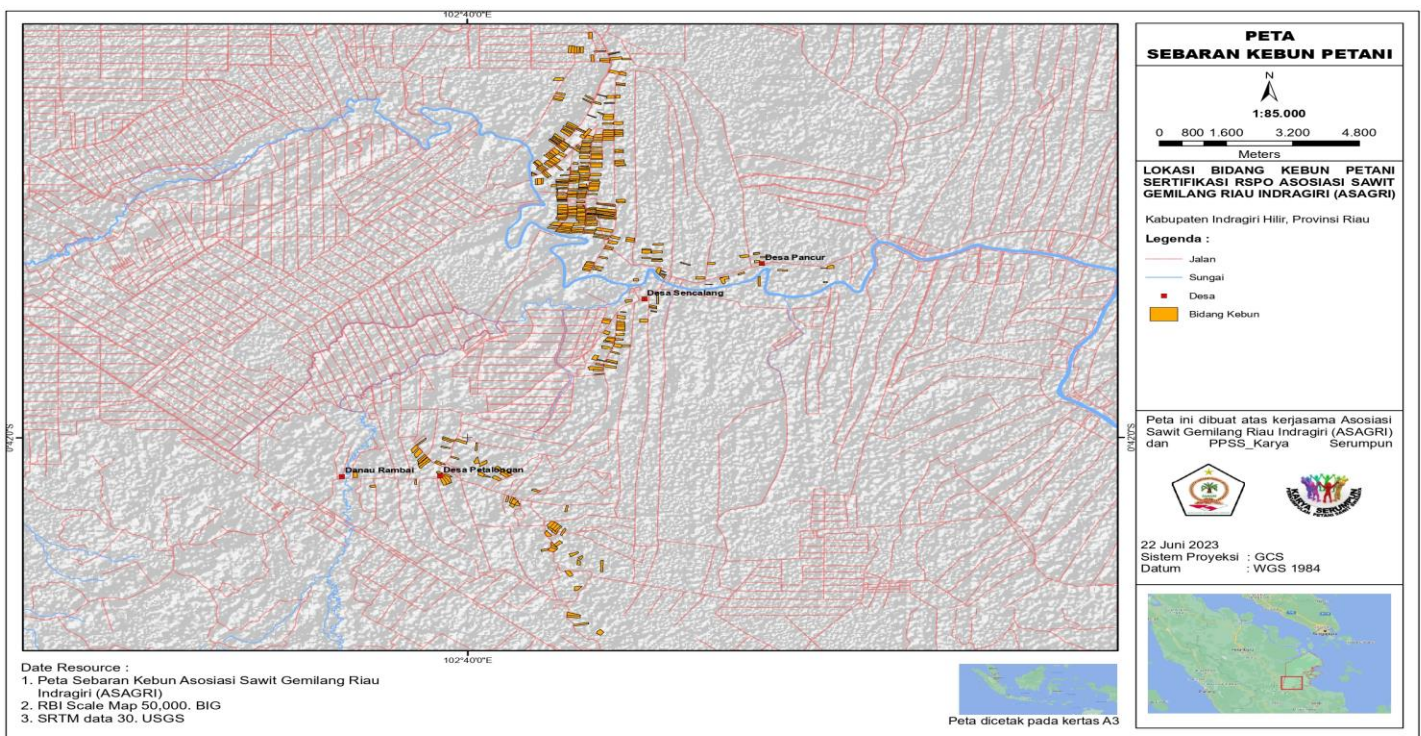 102°40'0"E
0°42'0"S
Desa Pancur
Desa Sencalang
Danau Rambai
Desa Petalongan
0°42'0"S
102°40'0"E
PETA
SEBARAN KEBUN PETANI
N
1:85.000
0 800 1.600 3.200 4.800
Meters
LOKASI BIDANG KEBUN PETANI
SERTIFIKASI RSPO ASOSIASI SAWIT
GEMILANG RIAU INDRAGIRI (ASAGRI)
Kabupaten Indragiri Hilir, Provinsi Riau
Legenda :
Jalan
Sungai
Desa
Bidang Kebun
Peta ini dibuat atas kerjasama Asosiasi
Sawit Gemilang Riau Indragiri (ASAGRI)
dan PPSS_Karya Serumpun
KARYA SERUMPUN
22 Juni 2023
Sistem Proyeksi : GCS
Datum : WGS 1984
Date Resource :
1. Peta Sebaran Kebun Asosiasi Sawit Gemilang Riau
Indragiri (ASAGRI)
2. RBI Scale Map 50,000. BIG
3. SRTM data 30. USGS
Peta dicetak pada kertas A3